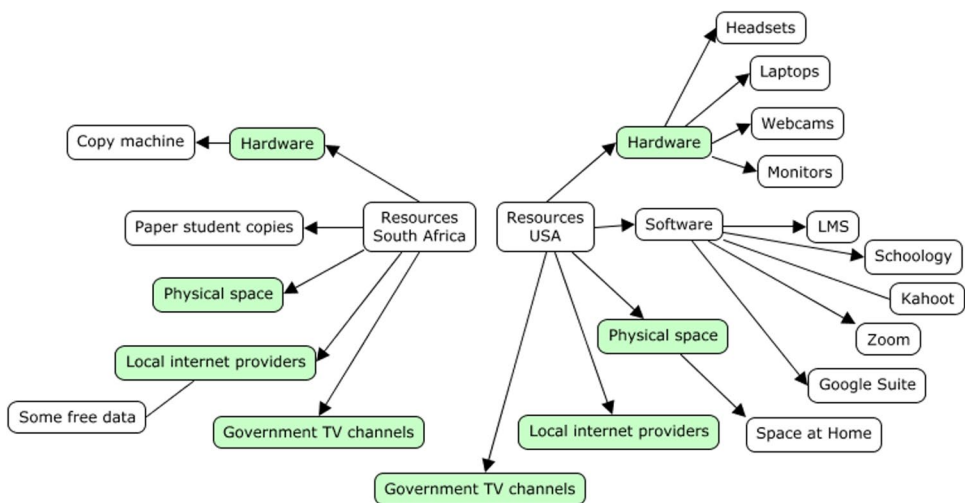 Headsets
Laptops
Webcams
Monitors
Hardware
Copy machine
Hardware
Resources
South Africa
Resources
USA
Software
LMS
Schoology
Kahoot
Zoom
Google Suite
Paper student copies
Physical space
Physical space
Space at Home
Local internet providers
Some free data
Government TV channels
Local internet providers
Government TV channels